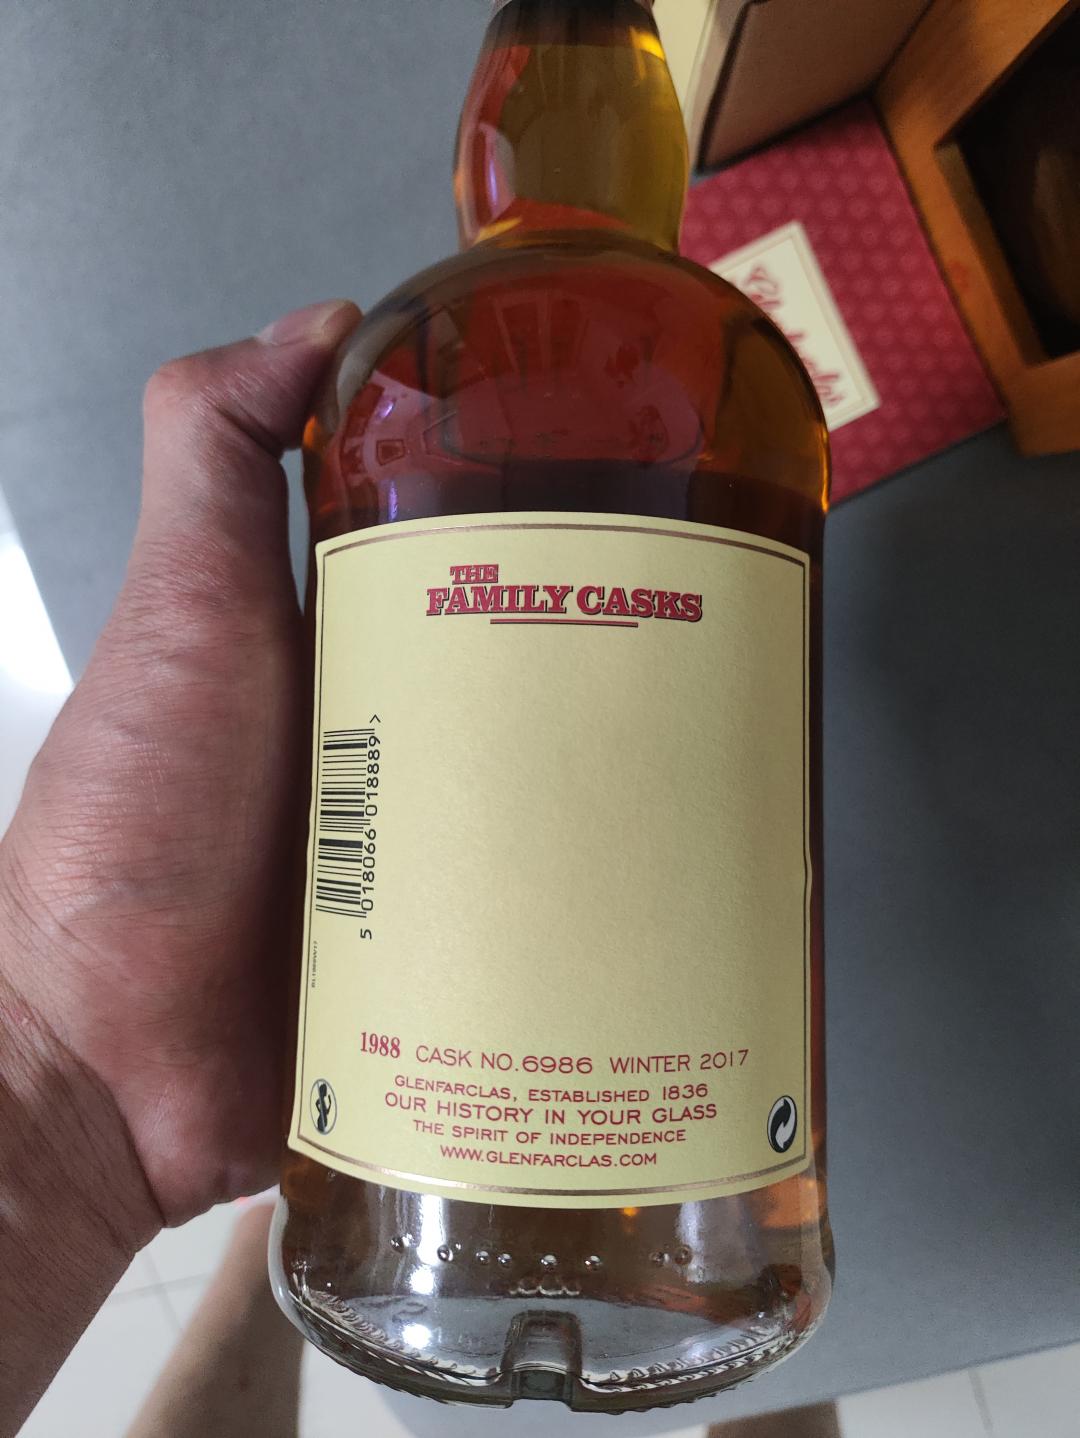 THE
FAMILY CASKS
5 018066 018889 >
1988 CASK NO.6986 WINTER 2017
GLENFARCLAS, ESTABLISHED 1836
OUR HISTORY IN YOUR GLASS
THE SPIRIT OF INDEPENDENCE
WWW.GLENFARCLAS.COM